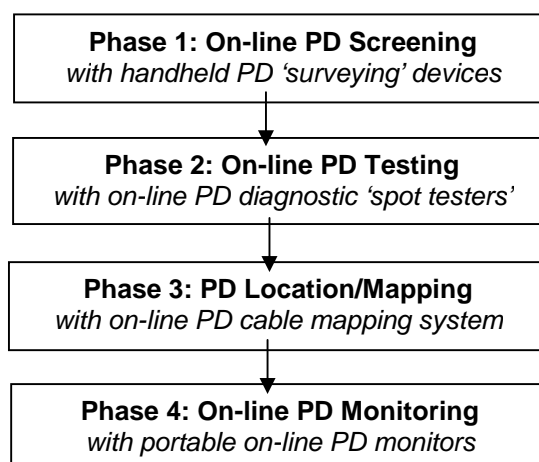 Phase 1: On-line PD Screening
with handheld PD ‘surveying’ devices
Phase 2: On-line PD Testing
with on-line PD diagnostic ‘spot testers’
Phase 3: PD Location/Mapping
with on-line PD cable mapping system
Phase 4: On-line PD Monitoring
with portable on-line PD monitors